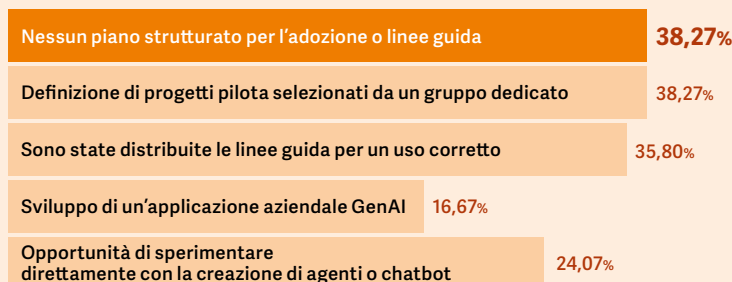 Nessun piano strutturato per l’adozione o linee guida 38,27%
Definizione di progetti pilota selezionati da un gruppo dedicato 38,27%
Sono state distribuite le linee guida per un uso corretto 35,80%
Sviluppo di un’applicazione aziendale GenAI 16,67%
Opportunità di sperimentare
direttamente con la creazione di agenti o chatbot 24,07%